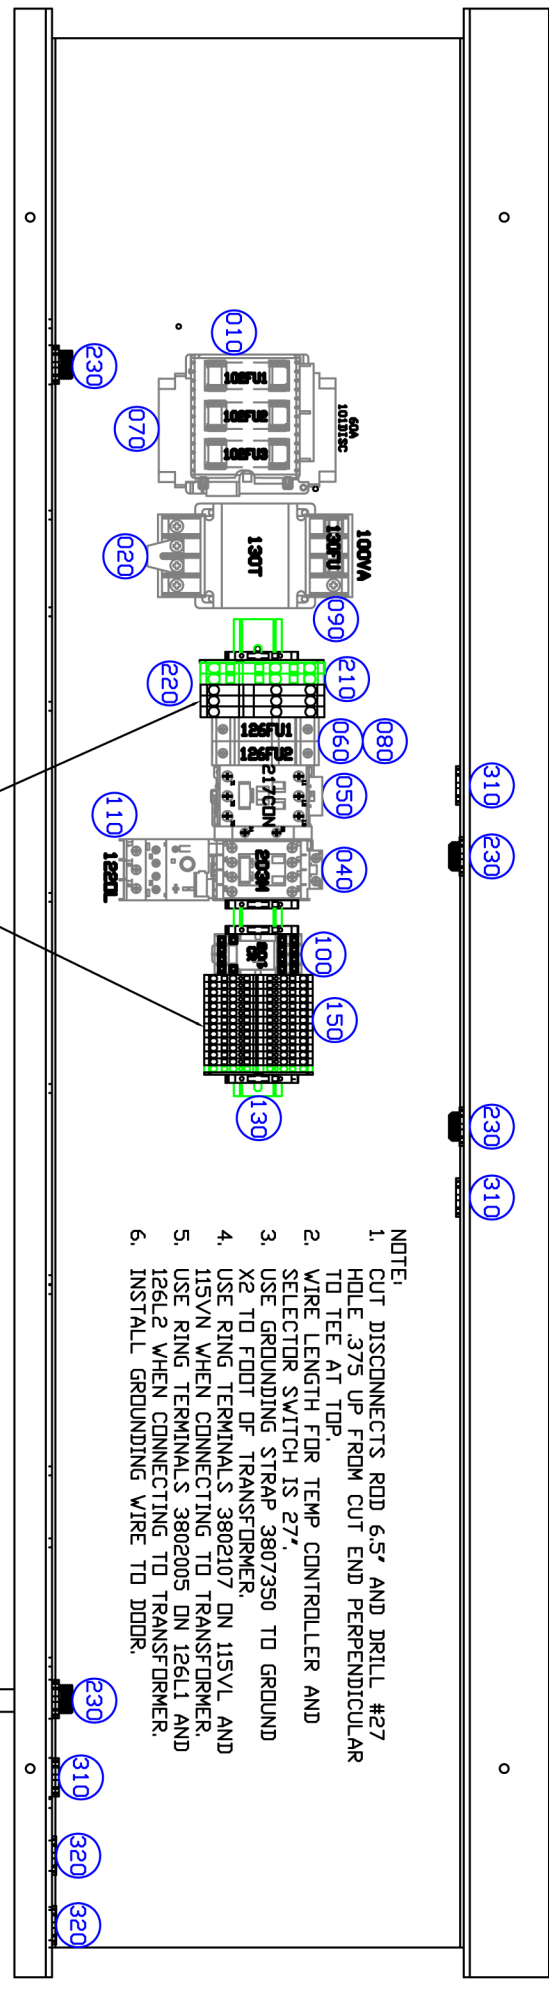 310
230
230
310
080
60A
101DISC
100VA
130FU
090
210
060
050
040
100
150
102FU1
102FU2
102FU3
130T
126FU1
126FU2
217CON
203M
130
010
070
020
220
110
122OL
NOTE:
1. CUT DISCONNECTS ROD 6.5" AND DRILL #27
HOLE .375 UP FROM CUT END PERPENDICULAR
TO TEE AT TOP.
2. WIRE LENGTH FOR TEMP CONTROLLER AND
SELECTOR SWITCH IS 27".
3. USE GROUNDING STRAP 3807350 TO GROUND
X2 TO FOOT OF TRANSFORMER.
4. USE RING TERMINALS 3802107 ON 115VL AND
115VN WHEN CONNECTING TO TRANSFORMER.
5. USE RING TERMINALS 3802005 ON 126L1 AND
126L2 WHEN CONNECTING TO TRANSFORMER.
6. INSTALL GROUNDING WIRE TO DOOR.
230
230
310
320
320